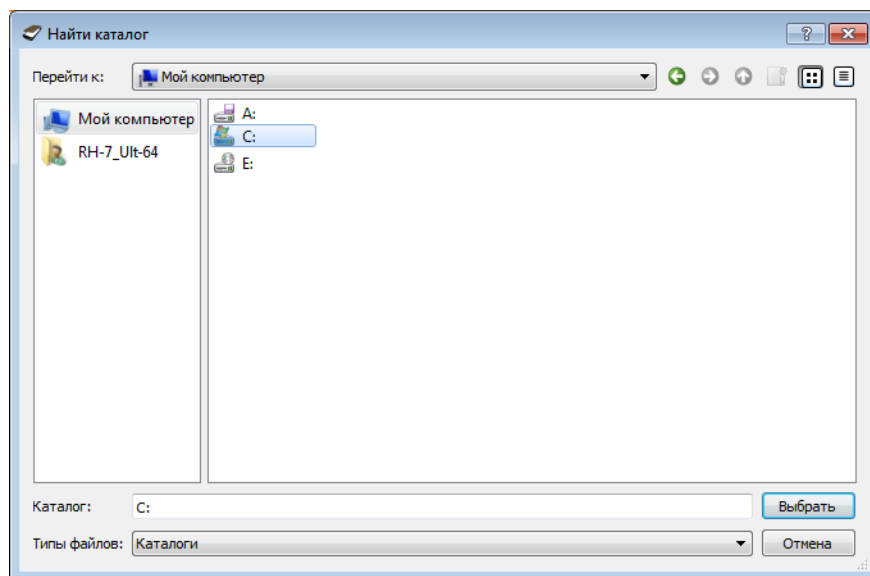 Найти каталог
Перейти к: Мой компьютер
Мой компьютер
RH-7_Ult-64
A:
C:
E:
Каталог: C:
Выбрать
Типы файлов: Каталоги
Отмена